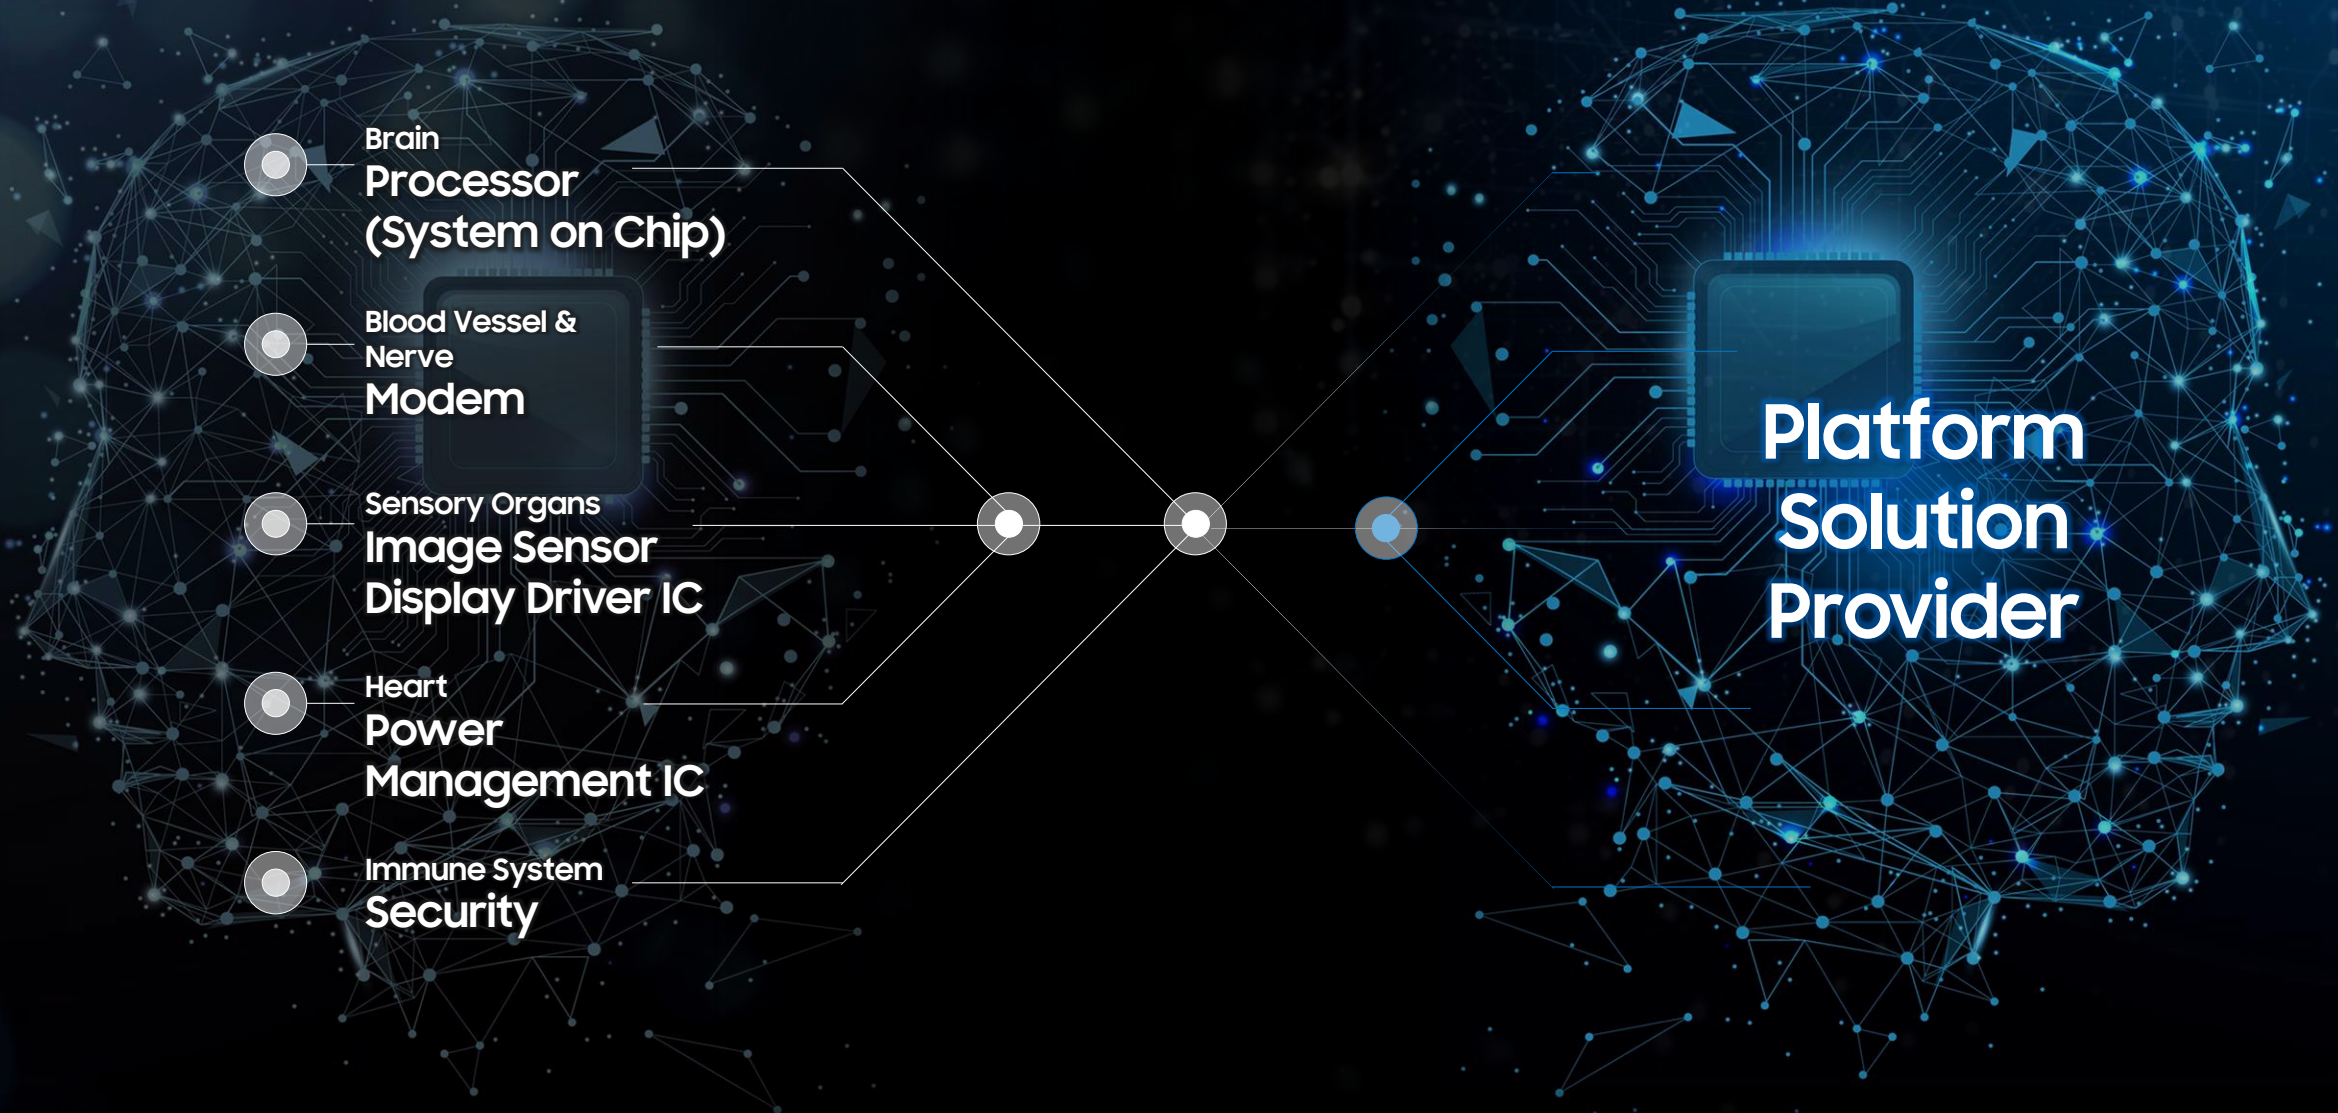 Brain
Processor
(System on Chip)
Blood Vessel &
Nerve
Modem
Sensory Organs
Image Sensor
Display Driver IC
Heart
Power
Management IC
Immune System
Security
Platform
Solution
Provider